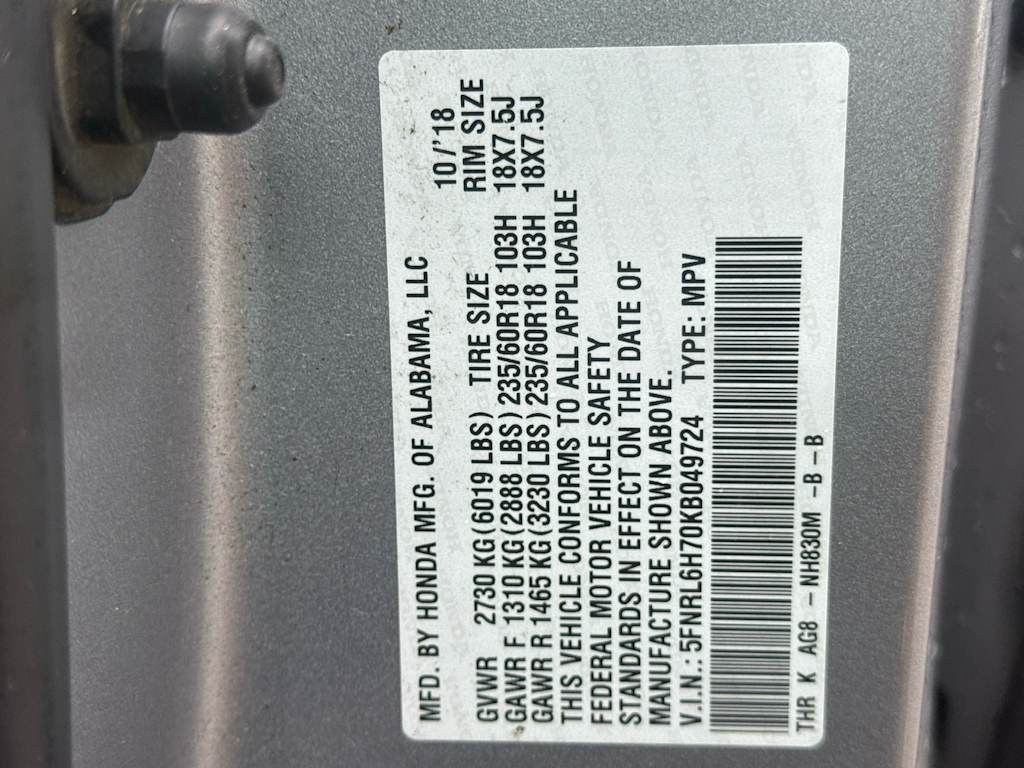 MFD. BY HONDA MFG. OF ALABAMA, LLC 10/'18
GVWR 2730 KG (6019 LBS) TIRE SIZE RIM SIZE
GAWR F 1310 KG (2888 LBS) 235/60R18 103H 18X7.5J
GAWR R 1465 KG (3230 LBS) 235/60R18 103H 18X7.5J
THIS VEHICLE CONFORMS TO ALL APPLICABLE
FEDERAL MOTOR VEHICLE SAFETY
STANDARDS IN EFFECT ON THE DATE OF
MANUFACTURE SHOWN ABOVE.
V.I.N.: 5FNRL6H70KB049724 TYPE: MPV
THR K AG8 - NH830M - B - B